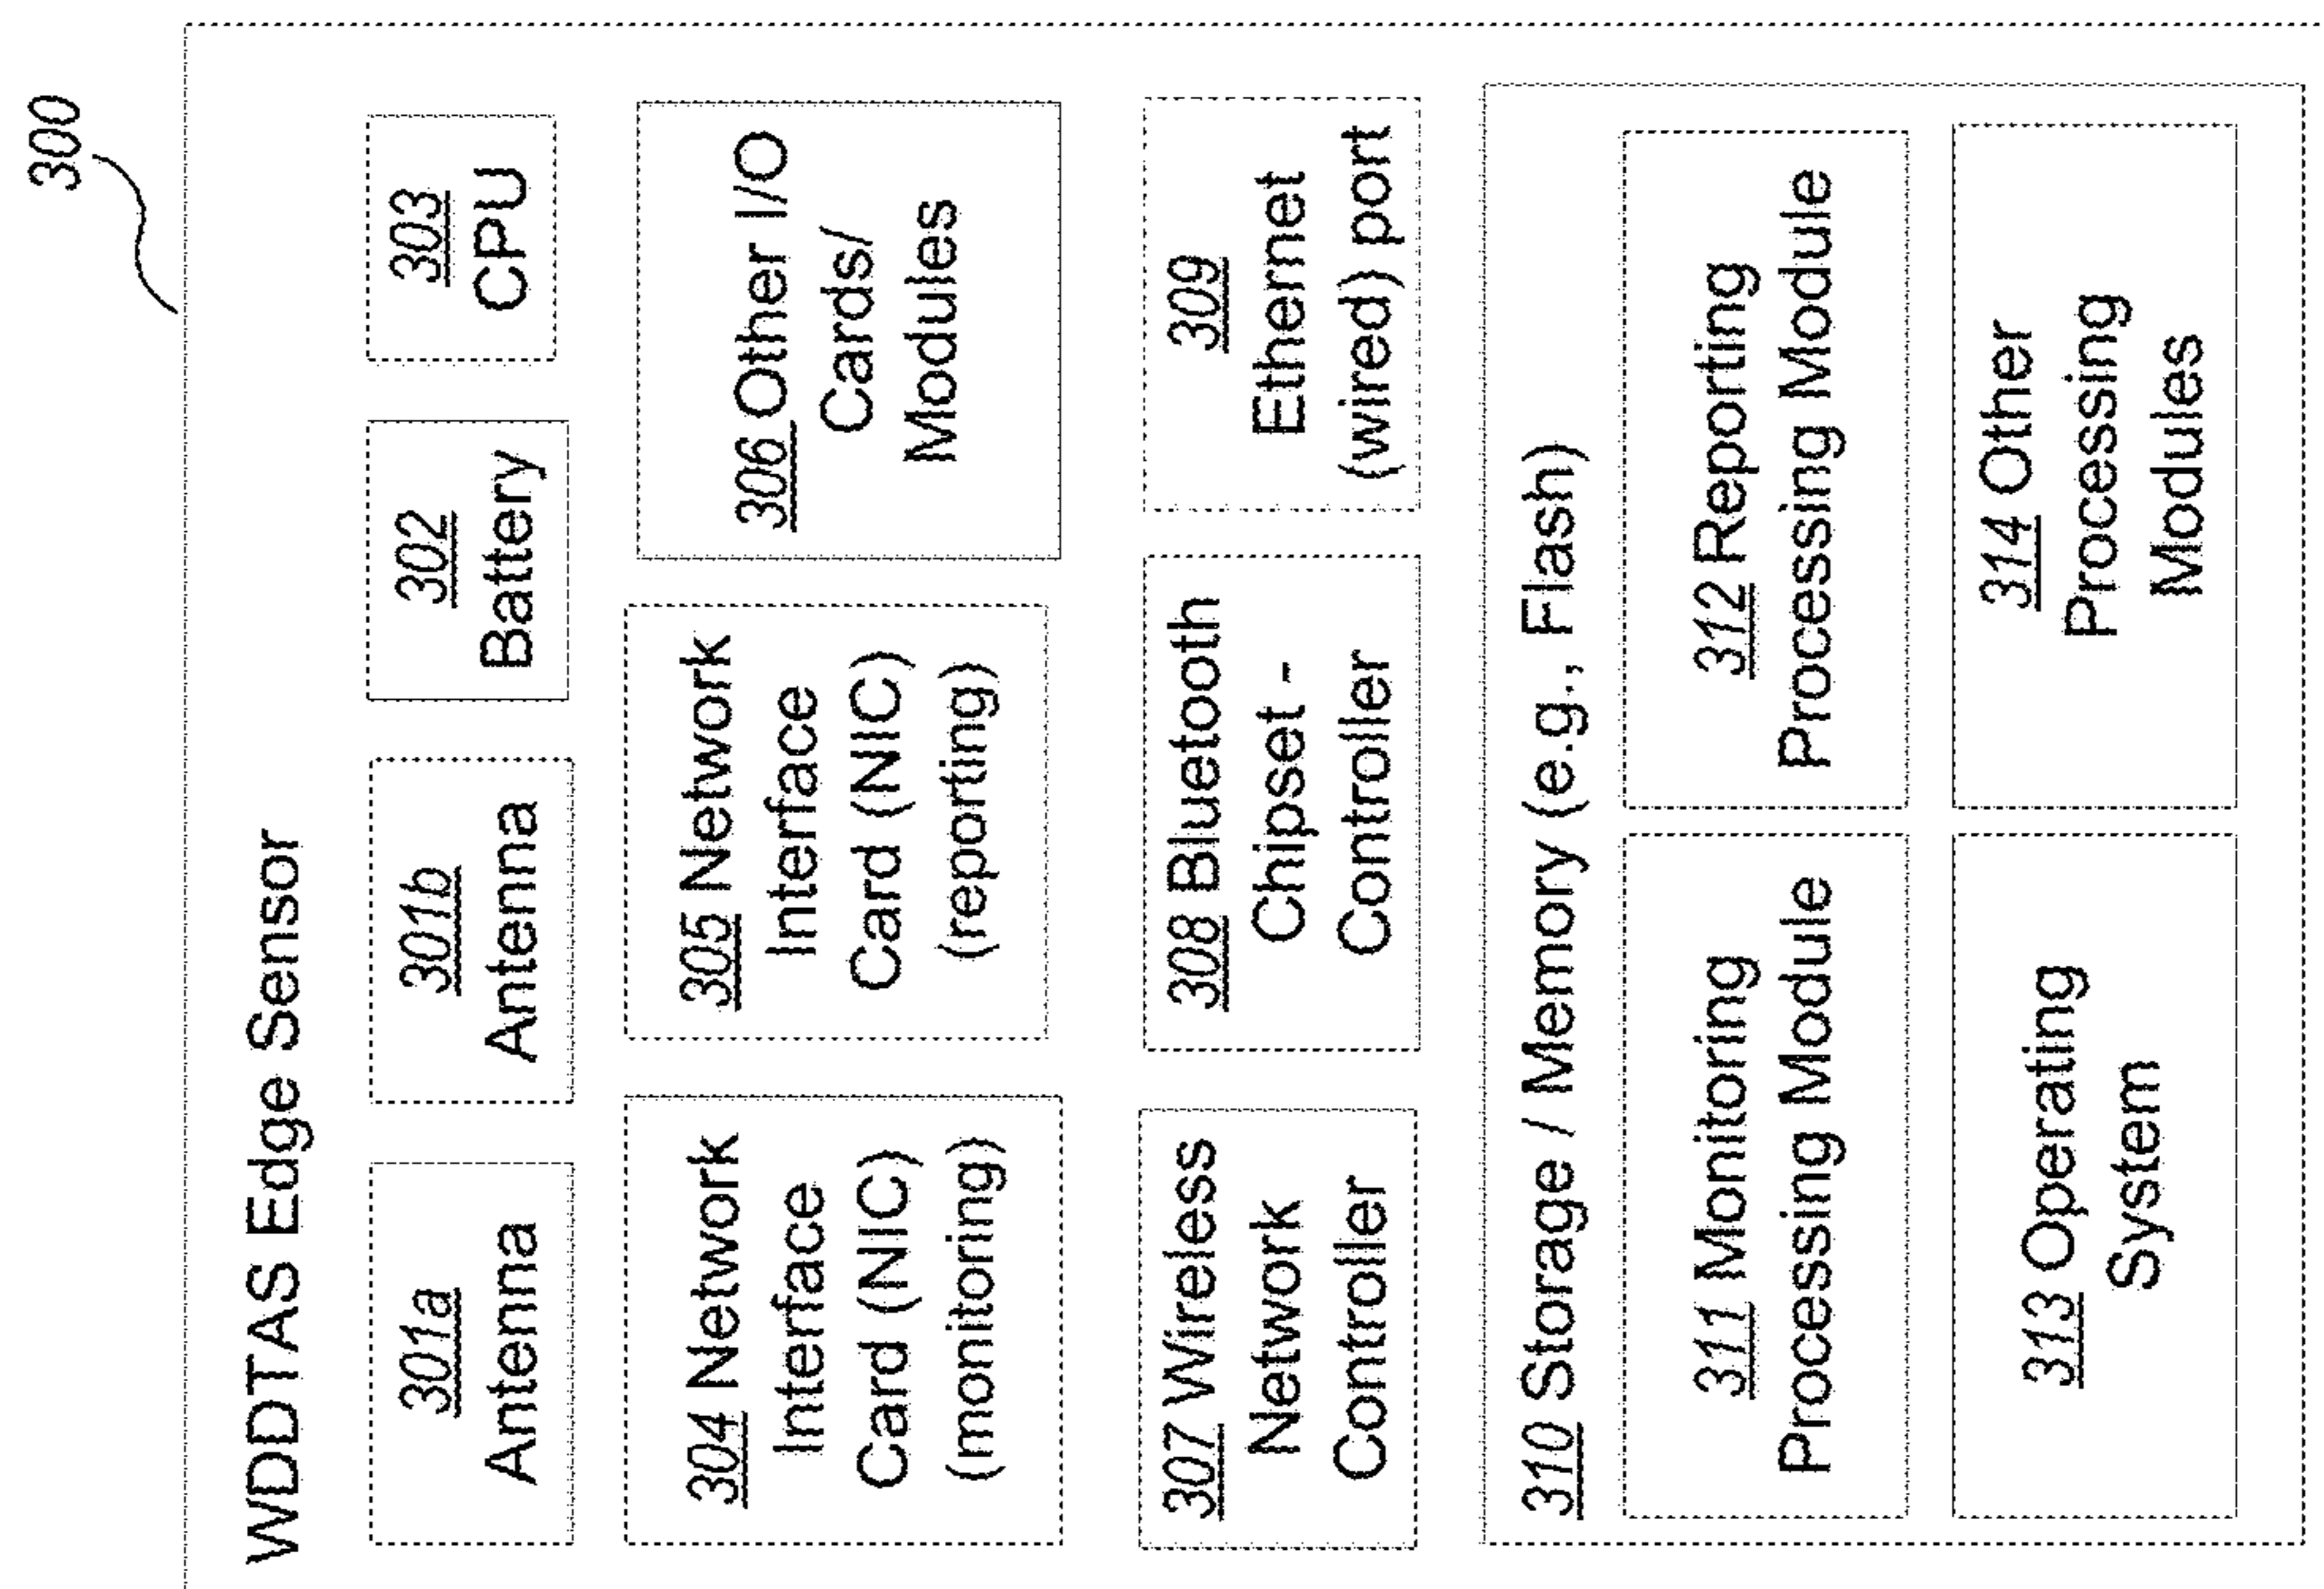 300
WDDTAS Edge Sensor
301a
Antenna
301b
Antenna
302
Battery
303
CPU
304 Network
Interface
Card (NIC)
(monitoring)
305 Network
Interface
Card (NIC)
(reporting)
306 Other I/O
Cards/
Modules
307 Wireless
Network
Controller
308 Bluetooth
Chipset -
Controller
309
Ethernet
(wired) port
310 Storage / Memory (e.g., Flash)
311 Monitoring
Processing Module
312 Reporting
Processing Module
313 Operating
System
314 Other
Processing
Modules